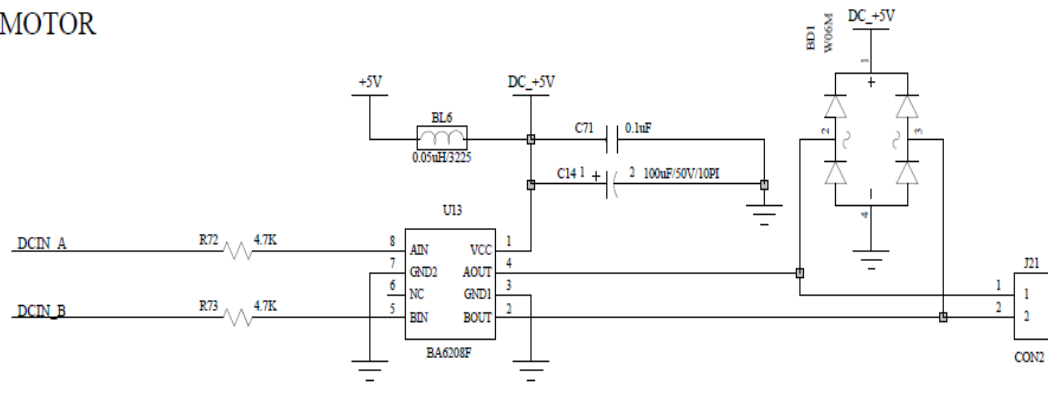 MOTOR
BD1
W06M
DC_+5V
1
+
2
3
-
4
+5V
DC_+5V
BL6
0.05uH/3225
C71
0.1uF
C14
1
+
2
100uF/50V/10PI
U13
DCIN_A
R72
4.7K
8
AIN
VCC
1
7
GND2
AOUT
4
6
NC
GND1
3
DCIN_B
R73
4.7K
5
BIN
BOUT
2
BA6208F
J21
1
1
2
2
CON2